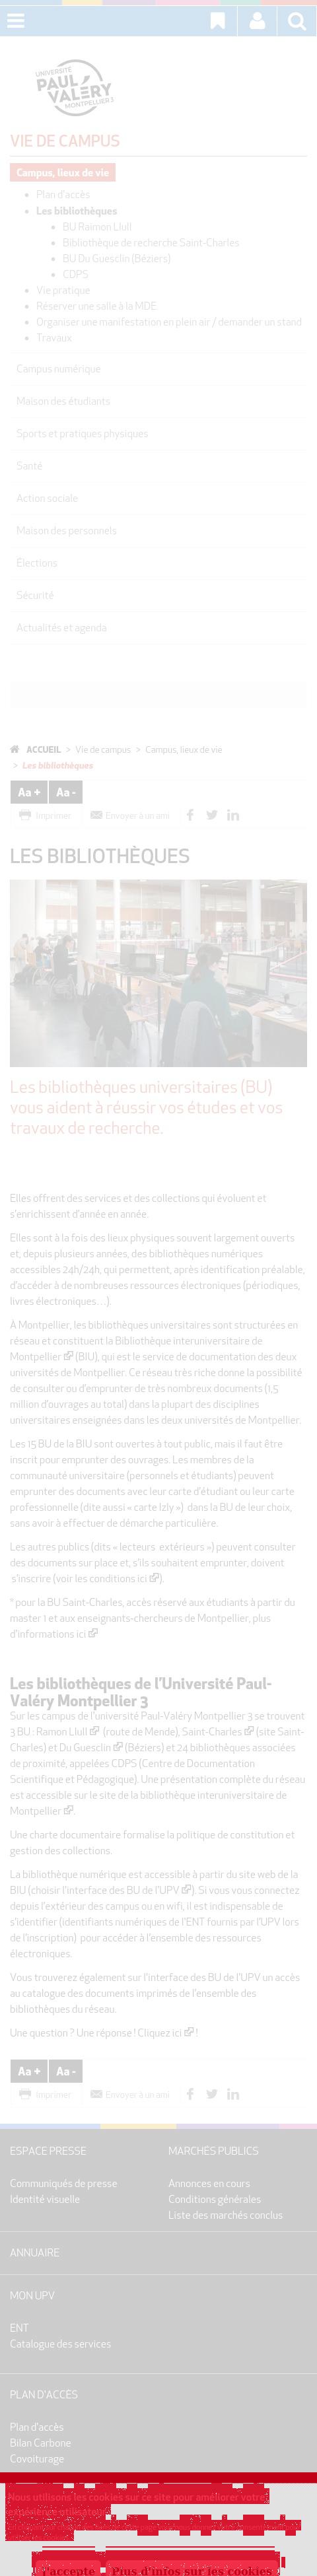 UNIVERSITÉ
PAUL
VALÉRY
MONTPELLIER 3
VIE DE CAMPUS
Campus, lieux de vie
Plan d'accès
Les bibliothèques
BU Raimon Llull
Bibliothèque de recherche Saint-Charles
BU Du Guesclin (Béziers)
CDPS
Vie pratique
Réserver une salle à la MDE
Organiser une manifestation en plein air / demander un stand
Travaux
Campus numérique
Maison des étudiants
Sports et pratiques physiques
Santé
Action sociale
Maison des personnels
Élections
Sécurité
Actualités et agenda
ACCUEIL > Vie de campus > Campus, lieux de vie
> Les bibliothèques
Aa + Aa -
Imprimer Envoyer à un ami
LES BIBLIOTHÈQUES
Les bibliothèques universitaires (BU)
vous aident à réussir vos études et vos
travaux de recherche.
Elles offrent des services et des collections qui évoluent et
s'enrichissent d'année en année.
Elles sont à la fois des lieux physiques souvent largement ouverts
et, depuis plusieurs années, des bibliothèques numériques
accessibles 24h/24h, qui permettent, après identification préalable,
d'accéder à de nombreuses ressources électroniques (périodiques,
livres électroniques…).
A Montpellier, les bibliothèques universitaires sont structurées en
réseau et constituent la Bibliothèque interuniversitaire de
Montpellier (BIU), qui est le service de documentation des deux
universités de Montpellier. Ce réseau très riche donne la possibilité
de consulter ou d'emprunter de très nombreux documents (1,5
million d'ouvrages au total) dans la plupart des disciplines
universitaires enseignées dans les deux universités de Montpellier.
Les 15 BU de la BIU sont ouvertes à tout public, mais il faut être
inscrit pour emprunter des ouvrages. Les membres de la
communauté universitaire (personnels et étudiants) peuvent
emprunter des documents avec leur carte d'étudiant ou leur carte
professionnelle (dite aussi « carte Izly ») dans la BU de leur choix,
sans avoir à effectuer de démarche particulière.
Les autres publics (dits « lecteurs extérieurs ») peuvent consulter
des documents sur place et, s'ils souhaitent emprunter, doivent
s'inscrire (voir les conditions ici).
* pour la BU Saint-Charles, accès réservé aux étudiants à partir du
master 1 et aux enseignants-chercheurs de Montpellier, plus
d'informations ici
Les bibliothèques de l'Université Paul-
Valéry Montpellier 3
Sur les campus de l'université Paul-Valéry Montpellier 3 se trouvent
3 BU : Ramon Llull (route de Mende), Saint-Charles (site Saint-
Charles) et Du Guesclin (Béziers) et 24 bibliothèques associées
de proximité, appelées CDPS (Centre de Documentation
Scientifique et Pédagogique). Une présentation complète du réseau
est accessible sur le site de la bibliothèque interuniversitaire de
Montpellier.
Une charte documentaire formalise la politique de constitution et
gestion des collections.
La bibliothèque numérique est accessible à partir du site web de la
BIU (choisir l'interface des BU de l'UPV). Si vous vous connectez
depuis l'extérieur des campus ou en wifi, il est indispensable de
s'identifier (identifiants numériques de l'ENT fournis par l'UPV lors
de l'inscription) pour accéder à l'ensemble des ressources
électroniques.
Vous trouverez également sur l'interface des BU de l'UPV un accès
au catalogue des documents imprimés de l'ensemble des
bibliothèques du réseau.
Une question ? Une réponse ! Cliquez ici !
Aa + Aa -
Imprimer Envoyer à un ami
ESPACE PRESSE
Communiqués de presse
Identité visuelle
MARCHÉS PUBLICS
Annonces en cours
Conditions générales
Liste des marchés conclus
ANNUAIRE
MON UPV
ENT
Catalogue des services
PLAN D'ACCÈS
Plan d'accès
Bilan Carbone
Covoiturage
Nous utilisons les cookies sur ce site pour améliorer votre
expérience utilisateur.
J'accepte Plus d'infos sur les cookies